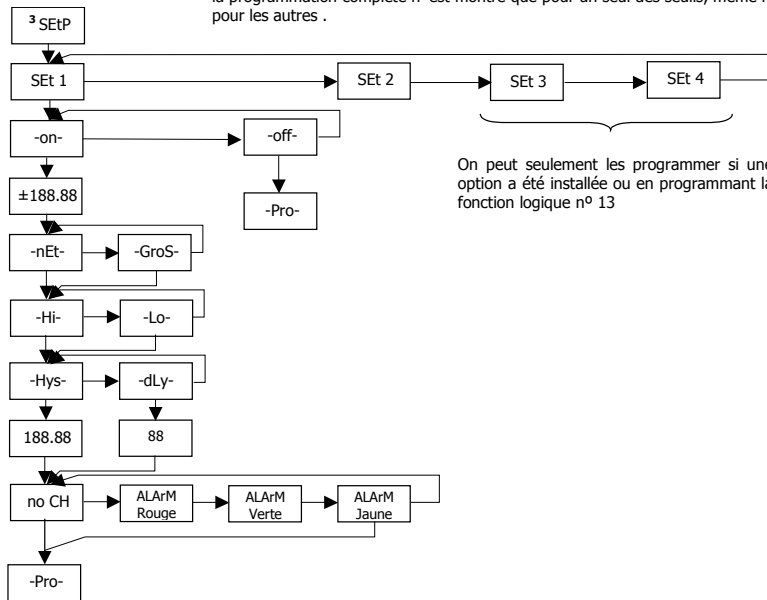 la programmation complète n' est montré que pour un seul des seuils, même
pour les autres .
³ SEtP
SEt 1
SEt 2
SEt 3
SEt 4
-on-
-off-
±188.88
-Pro-
On peut seulement les programmer si une
option a été installée ou en programmant la
fonction logique nº 13
-nEt-
-GroS-
-Hi-
-Lo-
-Hys-
-dLy-
188.88
88
no CH
ALArM
Rouge
ALArM
Verte
ALArM
Jaune
-Pro-